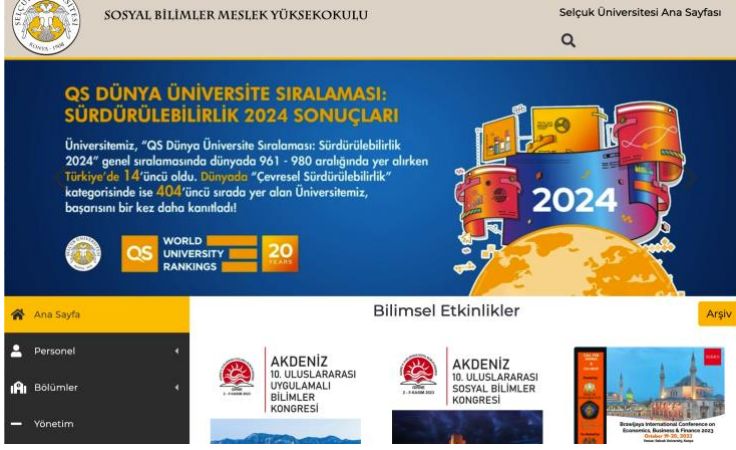 SOSYAL BİLİMLER MESLEK YÜKSEKOKULU
Selçuk Üniversitesi Ana Sayfası
QS DÜNYA ÜNİVERSİTE SIRALAMASI:
SÜRDÜRÜLEBİLİRLİK 2024 SONUÇLARI
Üniversitemiz, "QS Dünya Üniversite Sıralaması: Sürdürülebilirlik
2024" genel sıralamasında dünyada 961 - 980 aralığında yer alırken
Türkiye'de 14'üncü oldu. Dünyada "Çevresel Sürdürülebilirlik"
kategorisinde ise 404'üncü sırada yer alan Üniversitemiz,
başarısını bir kez daha kanıtladı!
2024
QS
WORLD
UNIVERSITY
RANKINGS
20
YEARS
Ana Sayfa
Personel
Bölümler
Yönetim
Bilimsel Etkinlikler
Arşiv
AKDENİZ
10. ULUSLARARASI
UYGULAMALI
BİLİMLER
KONGRESİ
AKDENİZ
10. ULUSLARARASI
SOSYAL BİLİMLER
KONGRESİ
Brawijaya International Conference on
Economics, Business & Finance 2023
October 19-20, 2023